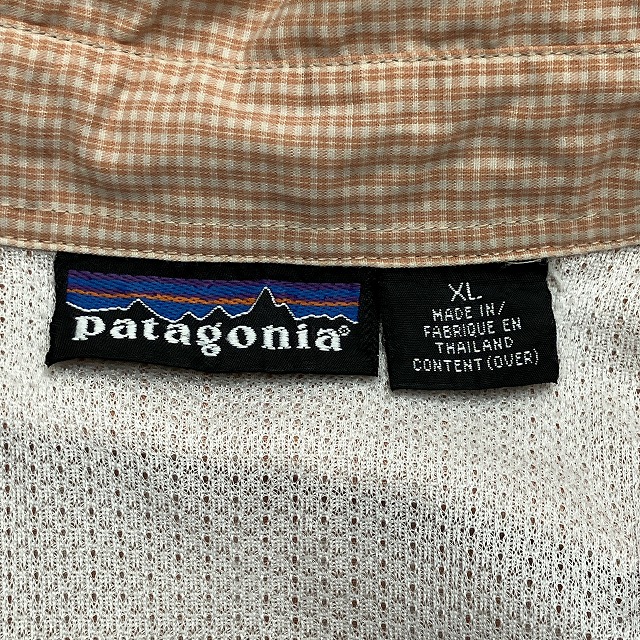 patagonia®
XL
MADE IN/
FABRIQUE EN
THAILAND
CONTENT (OVER)